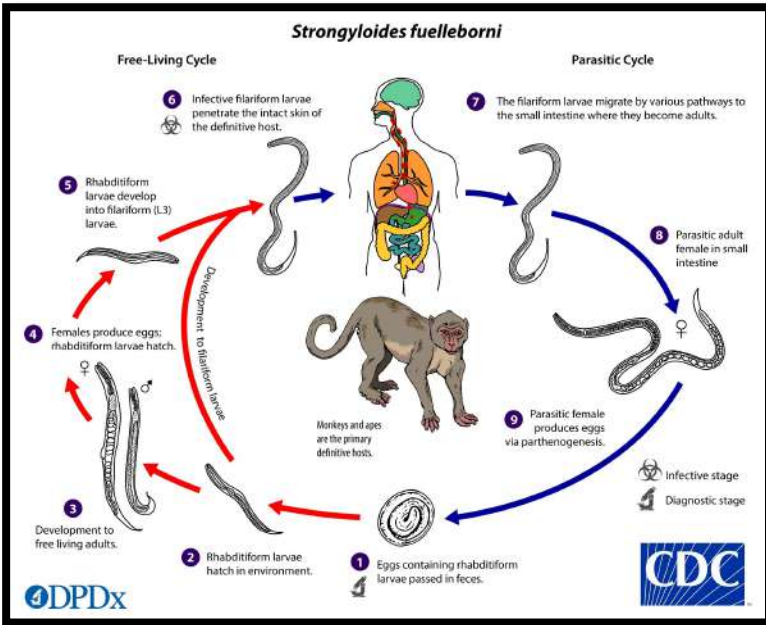 Strongyloides fuelleborni
Free-Living Cycle
Parasitic Cycle
6 Infective filariform larvae
penetrate the intact skin of
the definitive host.
7 The filariform larvae migrate by various pathways to
the small intestine where they become adults.
5 Rhabditiform
larvae develop
into filariform (L3)
larvae.
8 Parasitic adult
female in small
intestine
4 Females produce eggs;
rhabditiform larvae hatch.
♀
♂
♀
Development to filariform larvae
Monkeys and apes
are the primary
definitive hosts.
9 Parasitic female
produces eggs
via parthenogenesis.
Infective stage
Diagnostic stage
3
Development to
free living adults.
2 Rhabditiform larvae
hatch in environment.
1 Eggs containing rhabditiform
larvae passed in feces.
DPDx
CDC